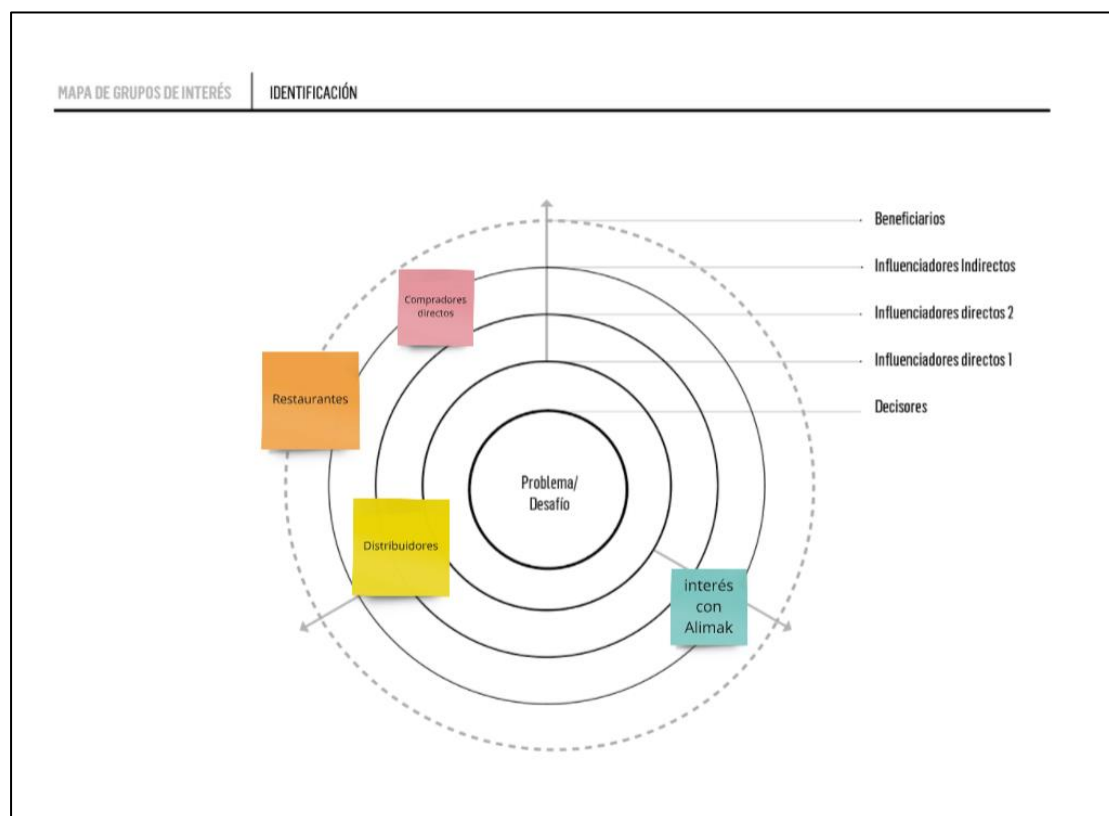 MAPA DE GRUPOS DE INTERÉS
IDENTIFICACIÓN
Beneficiarios
Influenciadores Indirectos
Influenciadores directos 2
Influenciadores directos 1
Decisores
Compradores
directos
Restaurantes
Problema/
Desafío
Distribuidores
interés
con
Alimak